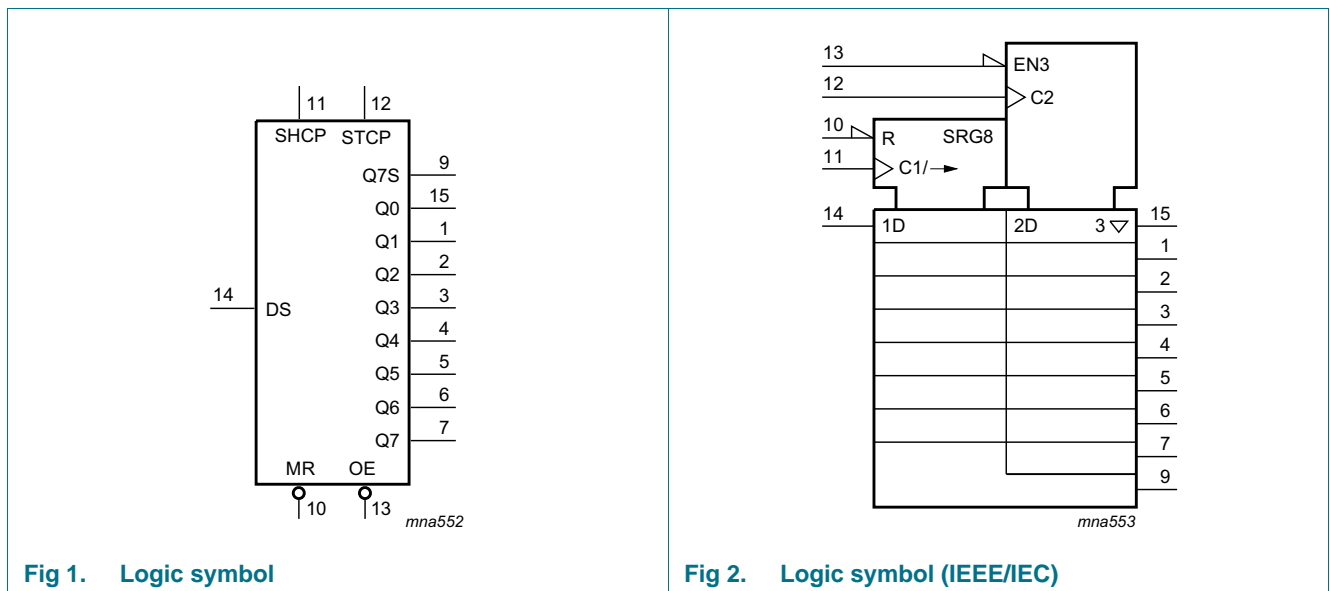 11 12
SHCP STCP
Q7S 9
Q0 15
Q1 1
Q2 2
14 DS Q3 3
Q4 4
Q5 5
Q6 6
Q7 7
MR OE
10 13
mna552
Fig 1. Logic symbol
13 EN3
12 C2
10 R SRG8
11 C1/
14 1D 2D 3 15
1
2
3
4
5
6
7
9
mna553
Fig 2. Logic symbol (IEEE/IEC)